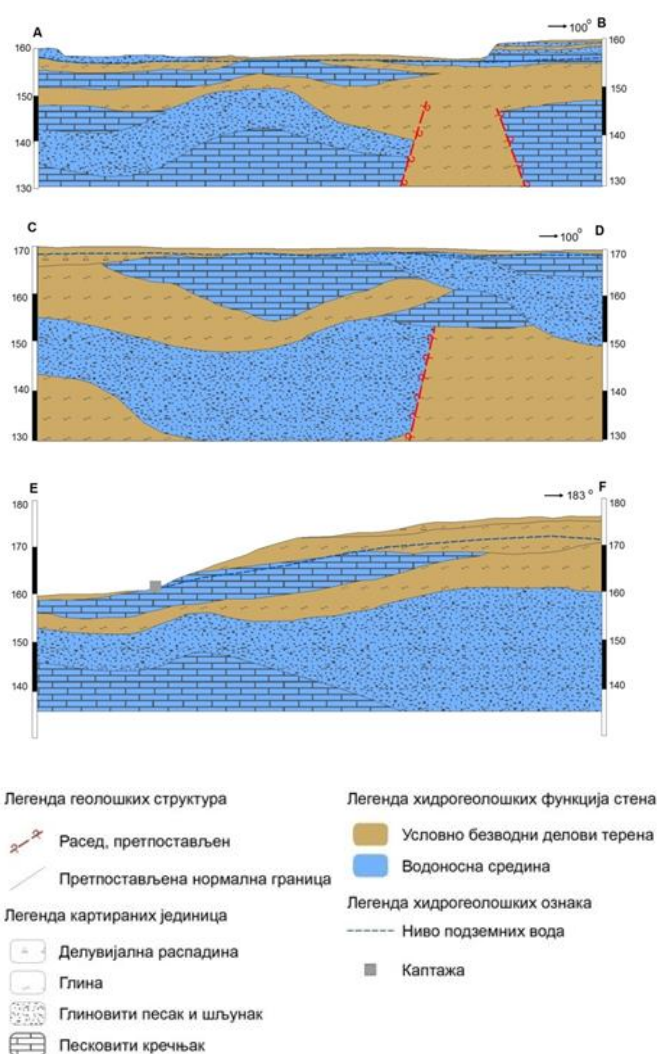 A
B
100°
160
150
140
130
160
150
140
130
C
D
100°
170
160
150
140
130
170
160
150
140
130
E
F
183°
180
170
160
150
140
180
170
160
150
140
Легенда геолошких структура
Расед, претпостављен
Претпостављена нормална граница
Легенда картираних јединица
Делувијална распадина
Глина
Глиновити песак и шљунак
Песковити кречњак
Легенда хидрогеолошких функција стена
Условно безводни делови терена
Водоносна средина
Легенда хидрогеолошких ознака
Ниво подземних вода
Каптажа